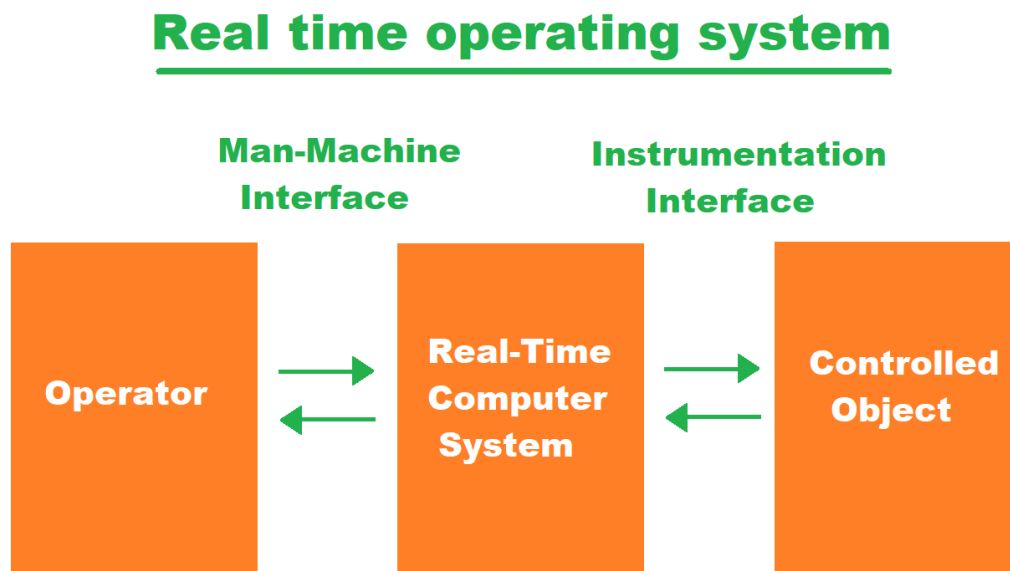 Real time operating system
Man-Machine
Interface
Instrumentation
Interface
Operator
Real-Time
Computer
System
Controlled
Object